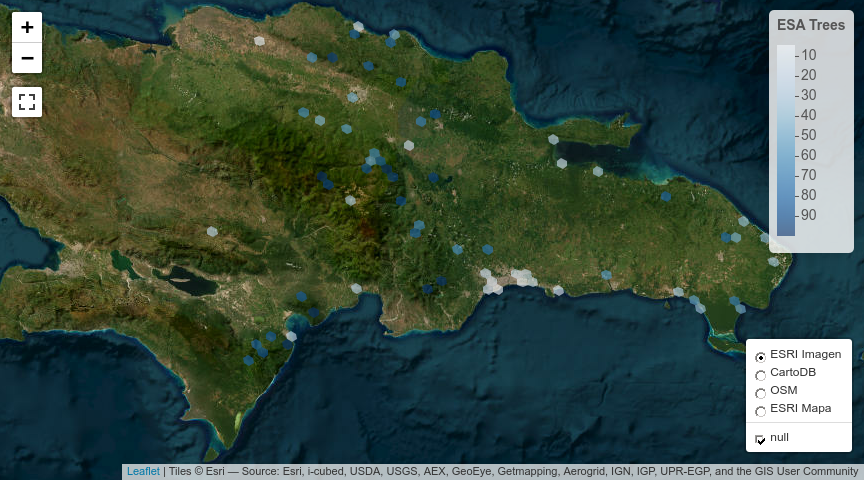 +
−
ESA Trees
10
20
30
40
50
60
70
80
90
ESRI Imagen
CartoDB
OSM
ESRI Mapa
null
Leaflet | Tiles © Esri — Source: Esri, i-cubed, USDA, USGS, AEX, GeoEye, Getmapping, Aerogrid, IGN, IGP, UPR-EGP, and the GIS User Community